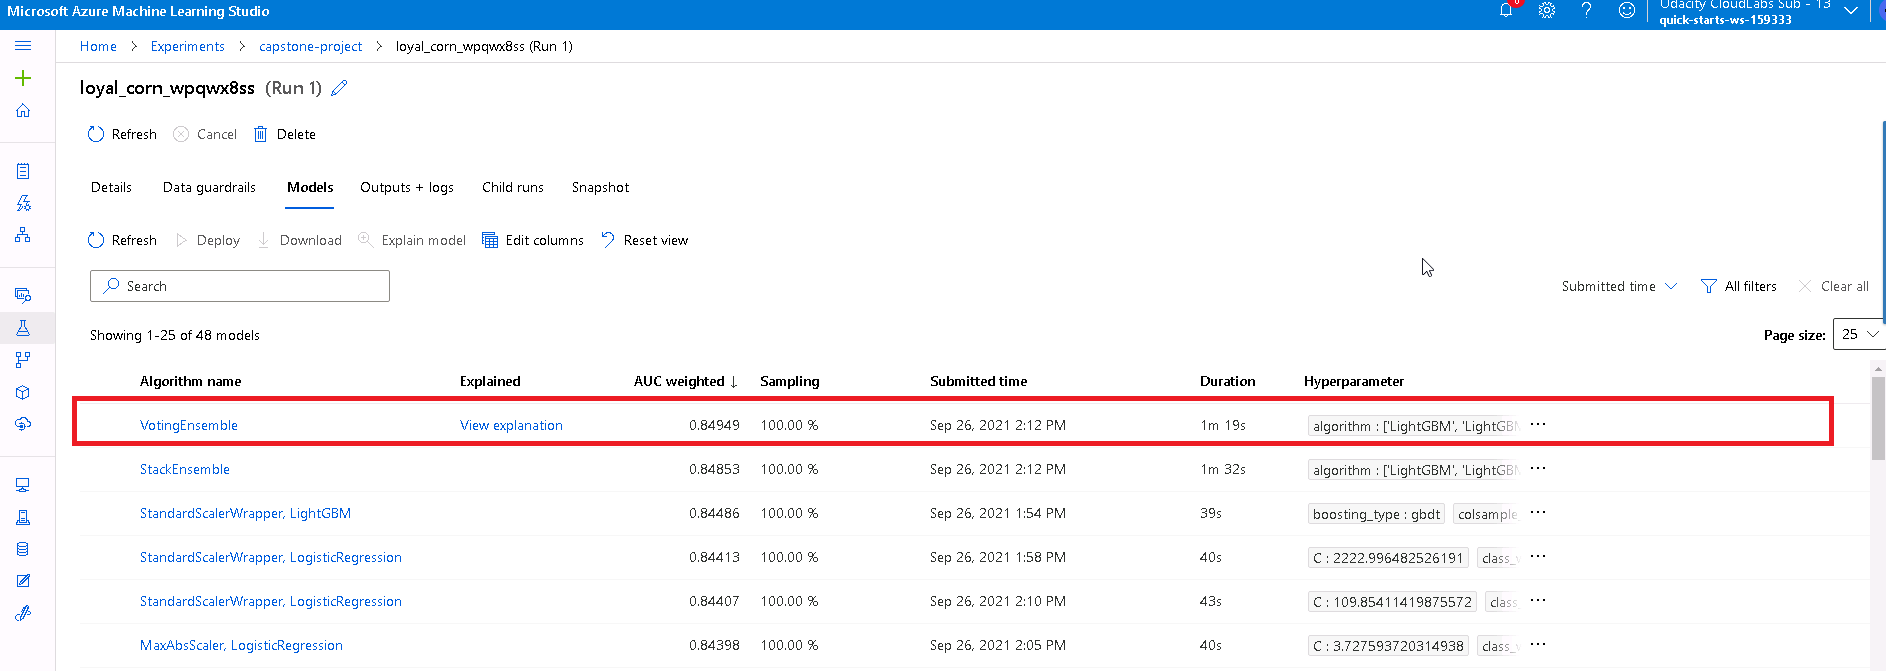 Microsoft Azure Machine Learning Studio
0
Udacity CloudLabs Sub - 13
quick-starts-ws-159333
Home > Experiments > capstone-project > loyal_corn_wpqwx8ss (Run 1)
loyal_corn_wpqwx8ss (Run 1)
Refresh Cancel Delete
Details Data guardrails Models Outputs + logs Child runs Snapshot
Refresh Deploy Download Explain model Edit columns Reset view
Search
Submitted time All filters Clear all
Showing 1-25 of 48 models
Page size: 25
Algorithm name Explained AUC weighted ↓ Sampling Submitted time Duration Hyperparameter
VotingEnsemble View explanation 0.84949 100.00 % Sep 26, 2021 2:12 PM 1m 19s algorithm : ['LightGBM', 'LightGBM ...
StackEnsemble 0.84853 100.00 % Sep 26, 2021 2:12 PM 1m 32s algorithm : ['LightGBM', 'LightGBM ...
StandardScalerWrapper, LightGBM 0.84486 100.00 % Sep 26, 2021 1:54 PM 39s boosting_type : gbdt colsample ...
StandardScalerWrapper, LogisticRegression 0.84413 100.00 % Sep 26, 2021 1:58 PM 40s C : 2222.996482526191 class_ ...
StandardScalerWrapper, LogisticRegression 0.84407 100.00 % Sep 26, 2021 2:10 PM 43s C : 109.85411419875572 class ...
MaxAbsScaler, LogisticRegression 0.84398 100.00 % Sep 26, 2021 2:05 PM 40s C : 3.727593720314938 class_ ...